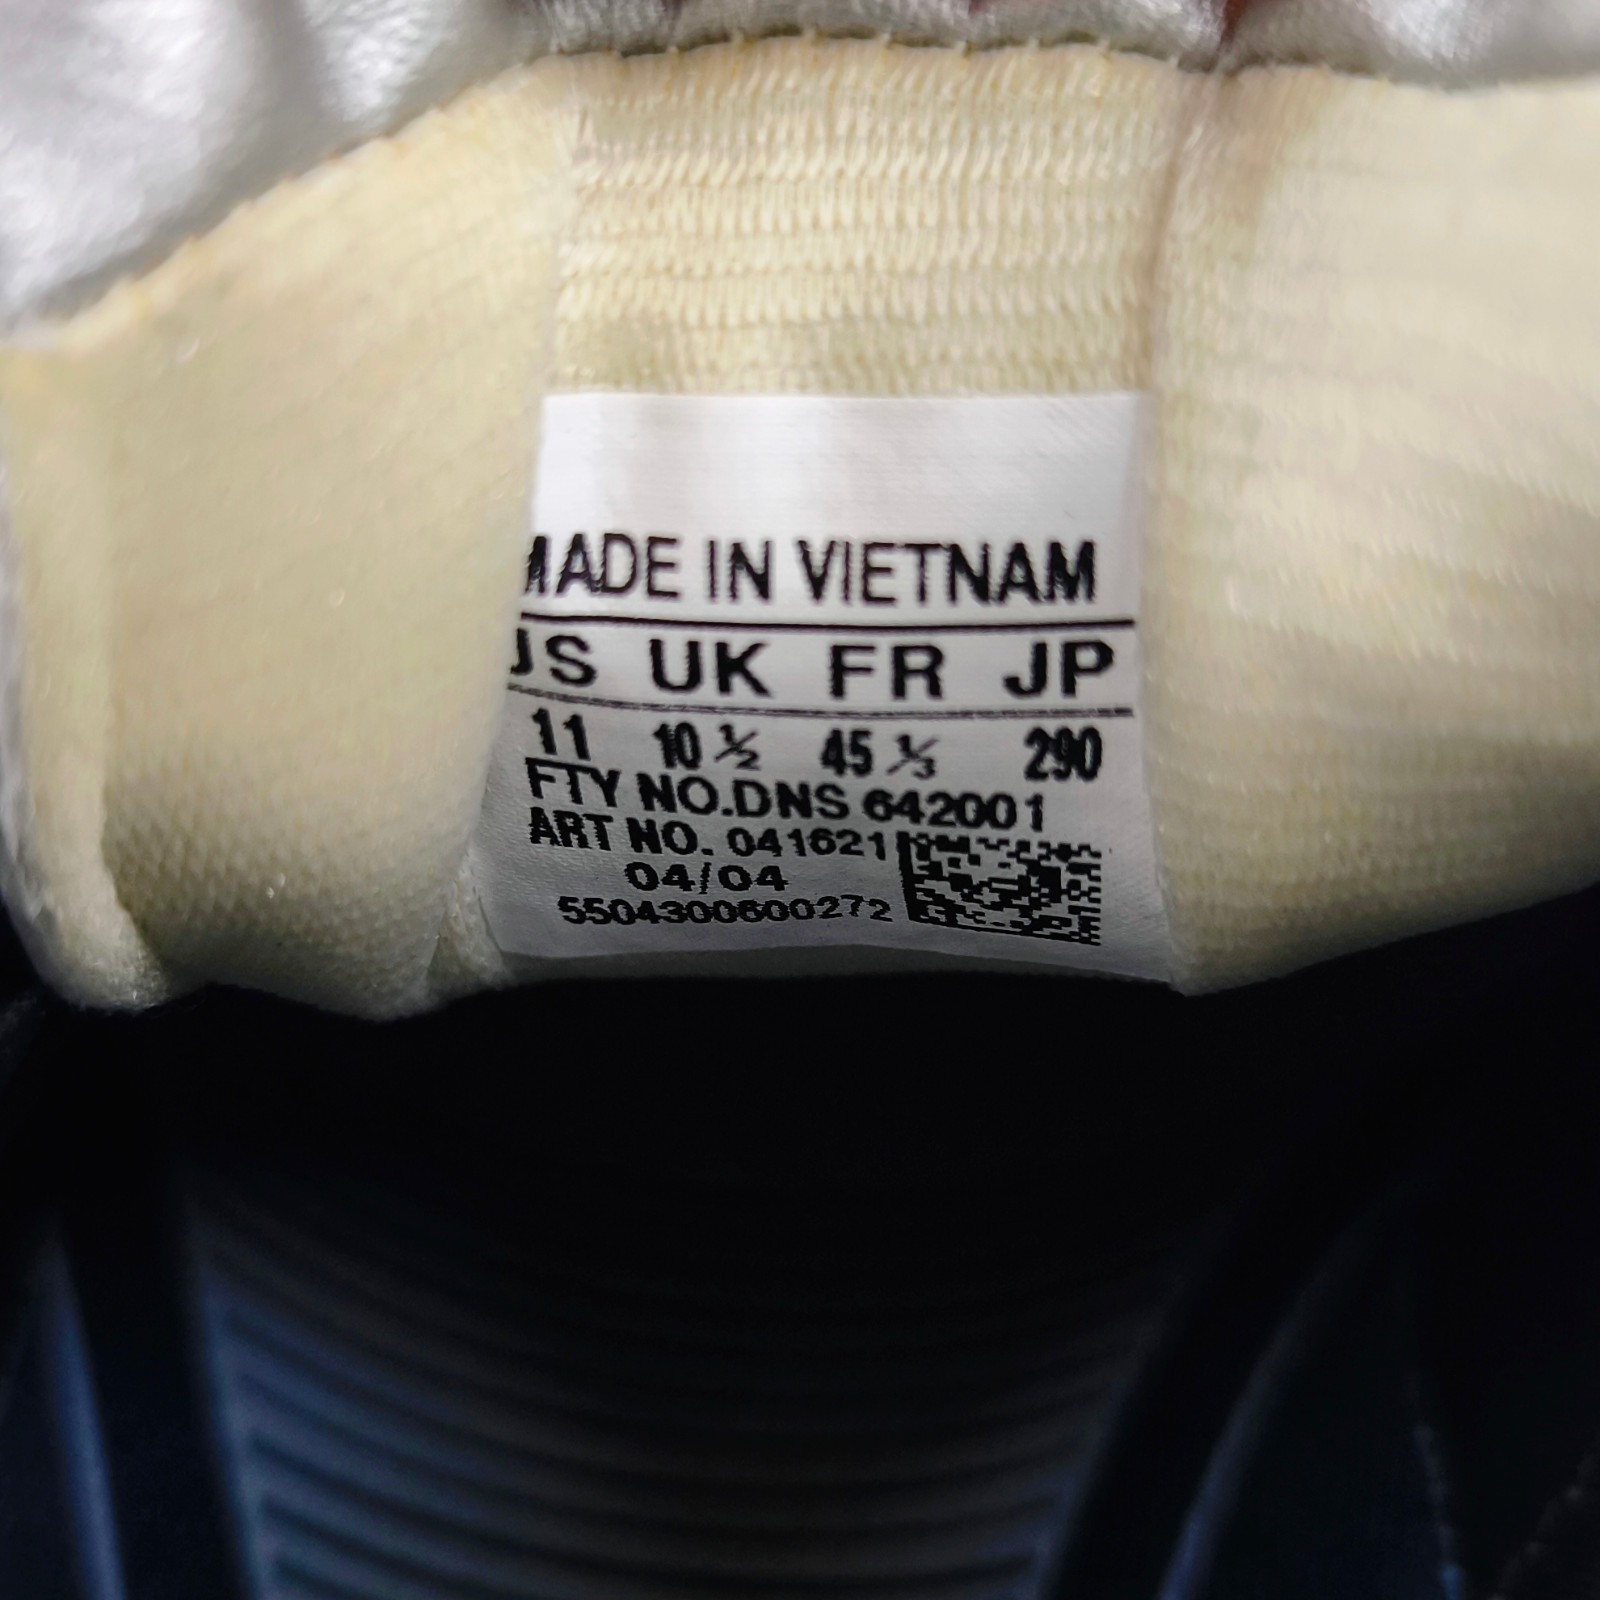 MADE IN VIETNAM
US UK FR JP
11 10 ½ 45 ⅓ 290
FTY NO.DNS 642001
ART NO. 041621
04/04
5504300600272